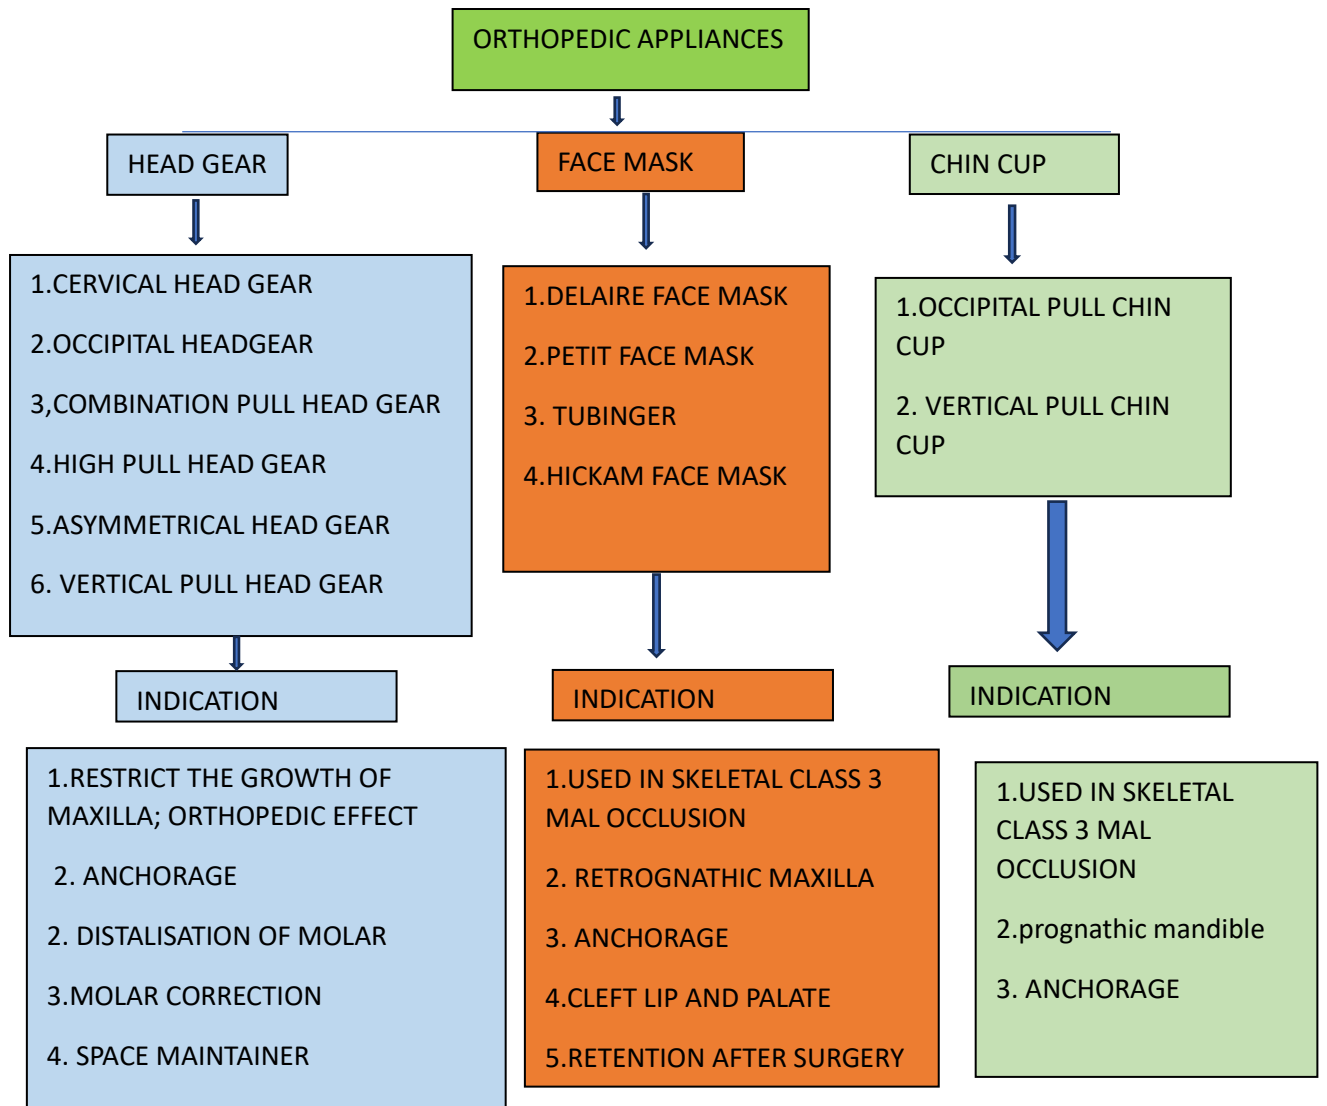 ORTHOPEDIC APPLIANCES
HEAD GEAR
FACE MASK
CHIN CUP
1.CERVICAL HEAD GEAR
2.OCCIPITAL HEADGEAR
3,COMBINATION PULL HEAD GEAR
4.HIGH PULL HEAD GEAR
5.ASYMMETRICAL HEAD GEAR
6. VERTICAL PULL HEAD GEAR
1.DELAIRE FACE MASK
2.PETIT FACE MASK
3. TUBINGER
4.HICKAM FACE MASK
1.OCCIPITAL PULL CHIN
CUP
2. VERTICAL PULL CHIN
CUP
INDICATION
INDICATION
INDICATION
1.RESTRICT THE GROWTH OF
MAXILLA; ORTHOPEDIC EFFECT
2. ANCHORAGE
2. DISTALISATION OF MOLAR
3.MOLAR CORRECTION
4. SPACE MAINTAINER
1.USED IN SKELETAL CLASS 3
MAL OCCLUSION
2. RETROGNATHIC MAXILLA
3. ANCHORAGE
4.CLEFT LIP AND PALATE
5.RETENTION AFTER SURGERY
1.USED IN SKELETAL
CLASS 3 MAL
OCCLUSION
2.prognathic mandible
3. ANCHORAGE